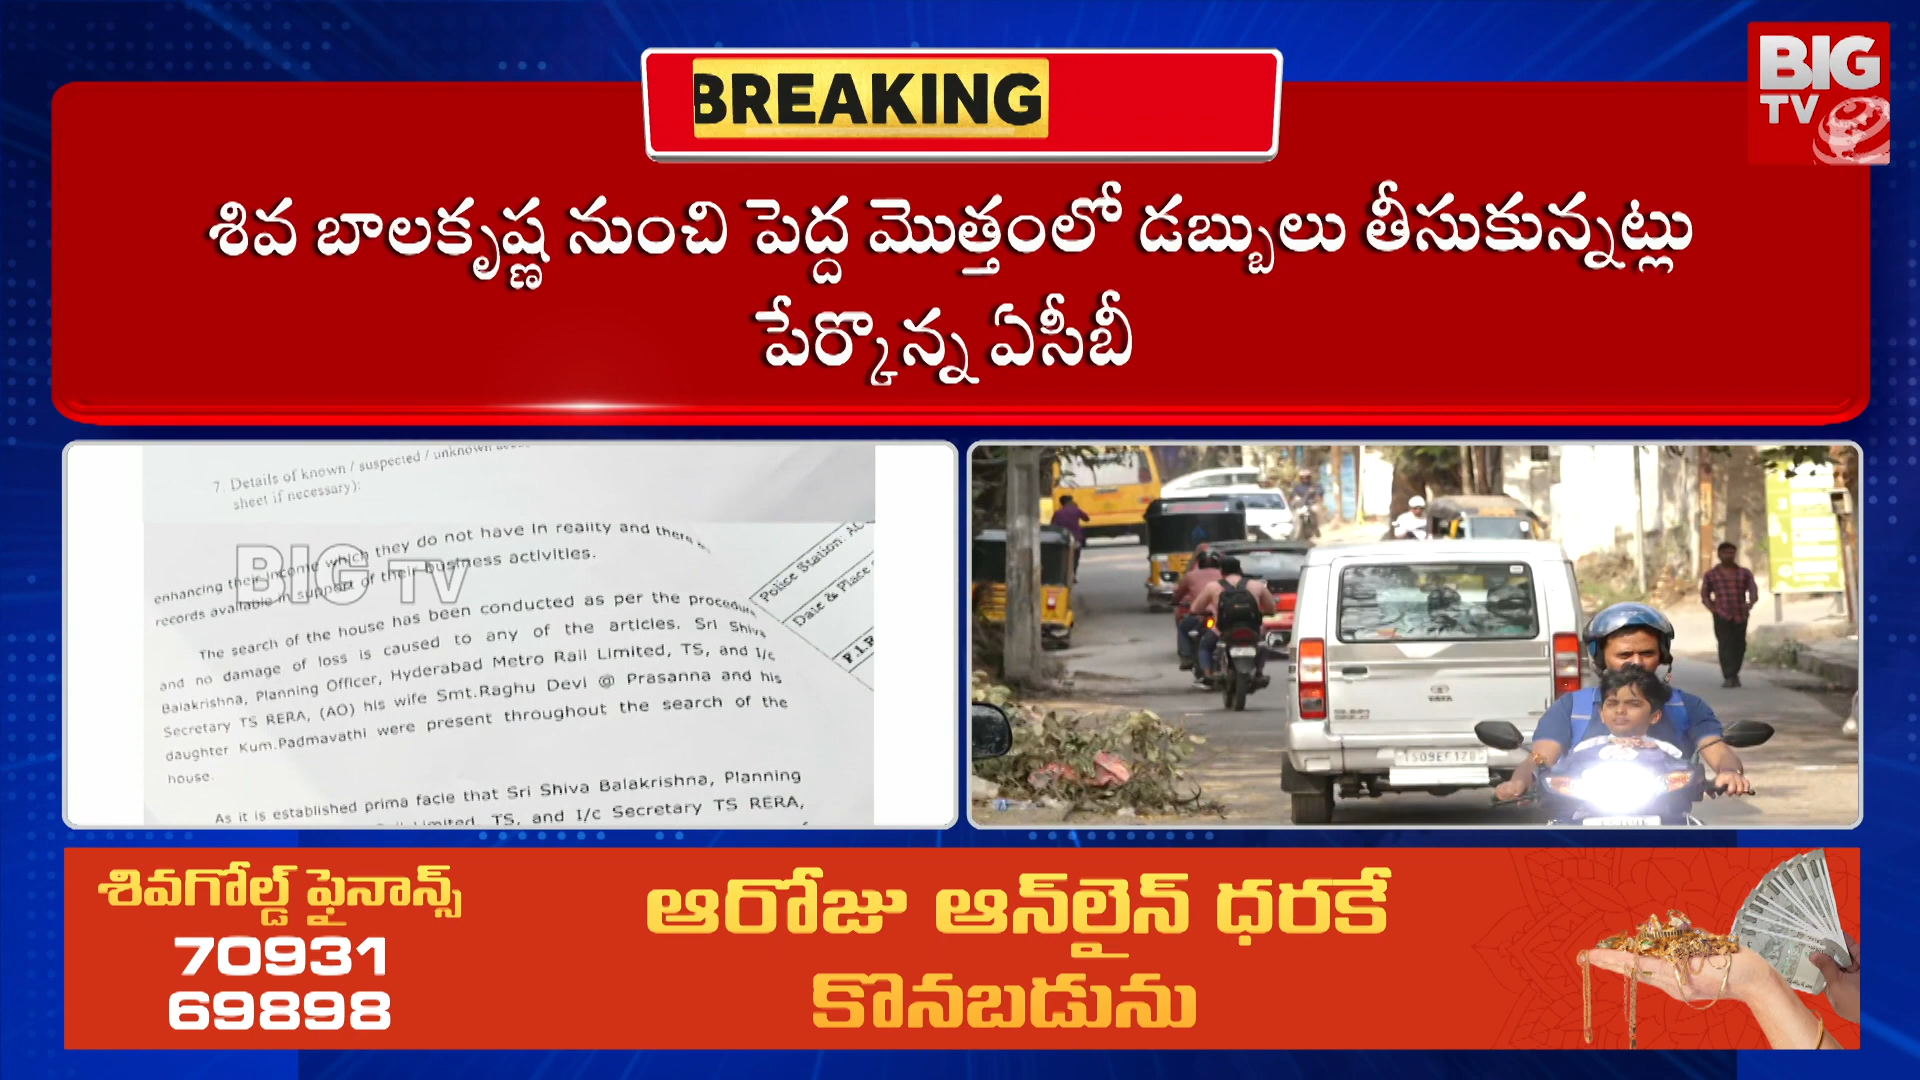 BREAKING
BIG
TV
శివ బాలకృష్ణ నుంచి పెద్ద మొత్తంలో డబ్బులు తీసుకున్నట్లు
పేర్కొన్న ఏసీబీ
7. Details of known / suspected / unknown
sheet if necessary):
enhancing their income which they do not have in reality and there
records available in support of their business activities.
BIG TV
The search of the house has been conducted as per the procedure
and no damage of loss is caused to any of the articles. Sri Shiva
Balakrishna, Planning Officer, Hyderabad Metro Rail Limited, TS, and I/c
Secretary TS RERA, (AO) his wife Smt.Raghu Devi @ Prasanna and his
daughter Kum.Padmavathi were present throughout the search of the
house.
As it is established prima facie that Sri Shiva Balakrishna, Planning
Limited, TS, and I/c Secretary TS RERA,
Police Station: AC
Date & Place
F.I.R
TATA
శివగోల్డ్ ఫైనాన్స్
70931
69898
ఆరోజు ఆన్‌లైన్ ధరకే
కొనబడును